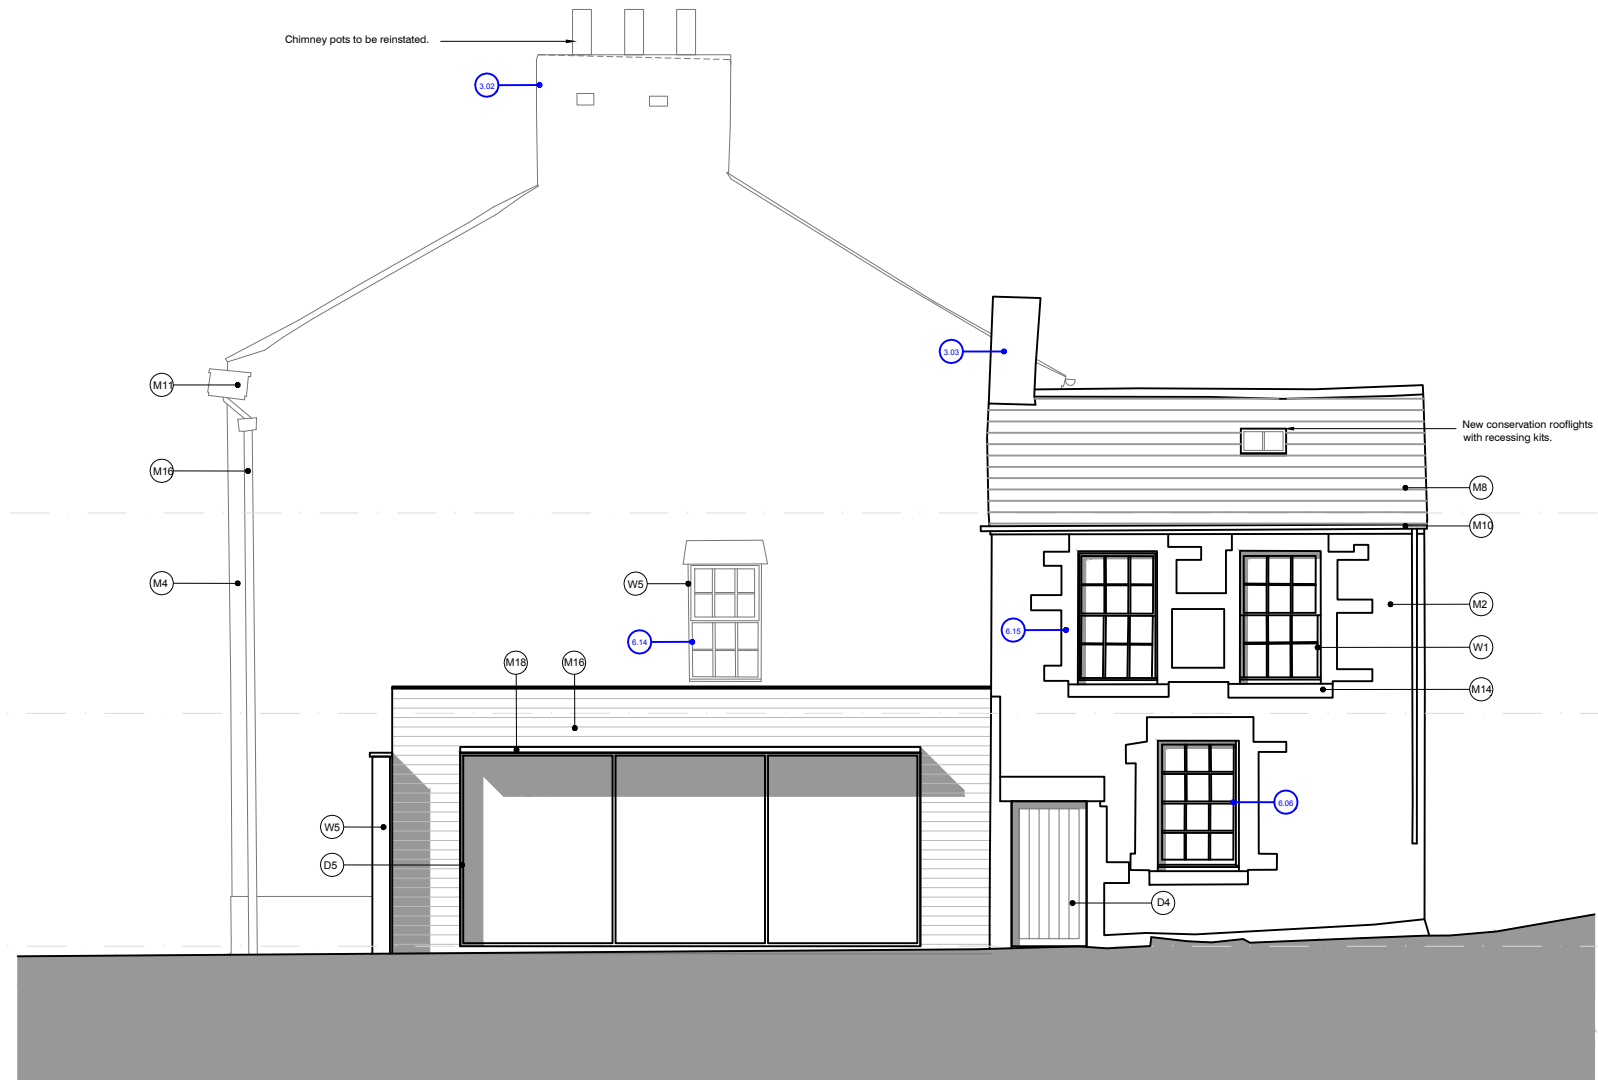 Chimney pots to be reinstated.
3.02
3.03
M11
New conservation rooflights
with recessing kits.
M16
M8
M10
M4
W5
M2
6.15
6.14
W1
M18
M16
M14
6.06
W5
D5
D4